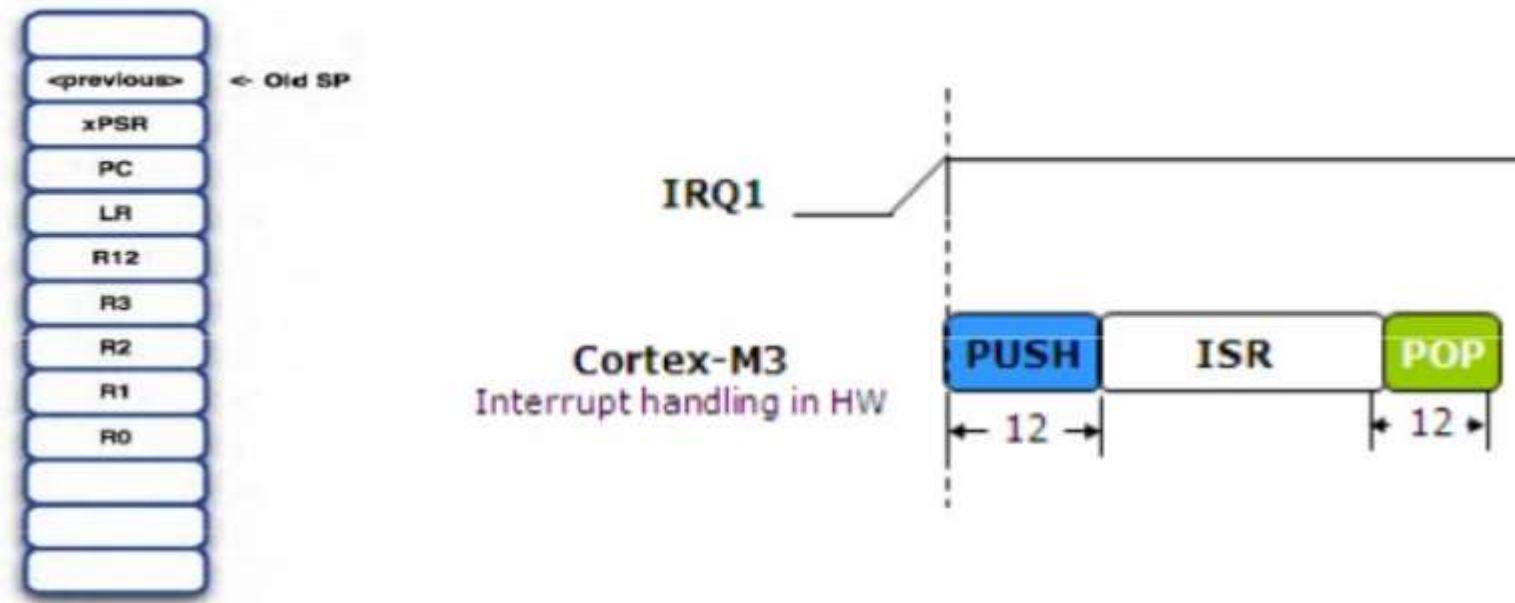 <previous>
<- Old SP
xPSR
PC
LR
R12
R3
R2
R1
R0
IRQ1
Cortex-M3
Interrupt handling in HW
PUSH
ISR
POP
12
12